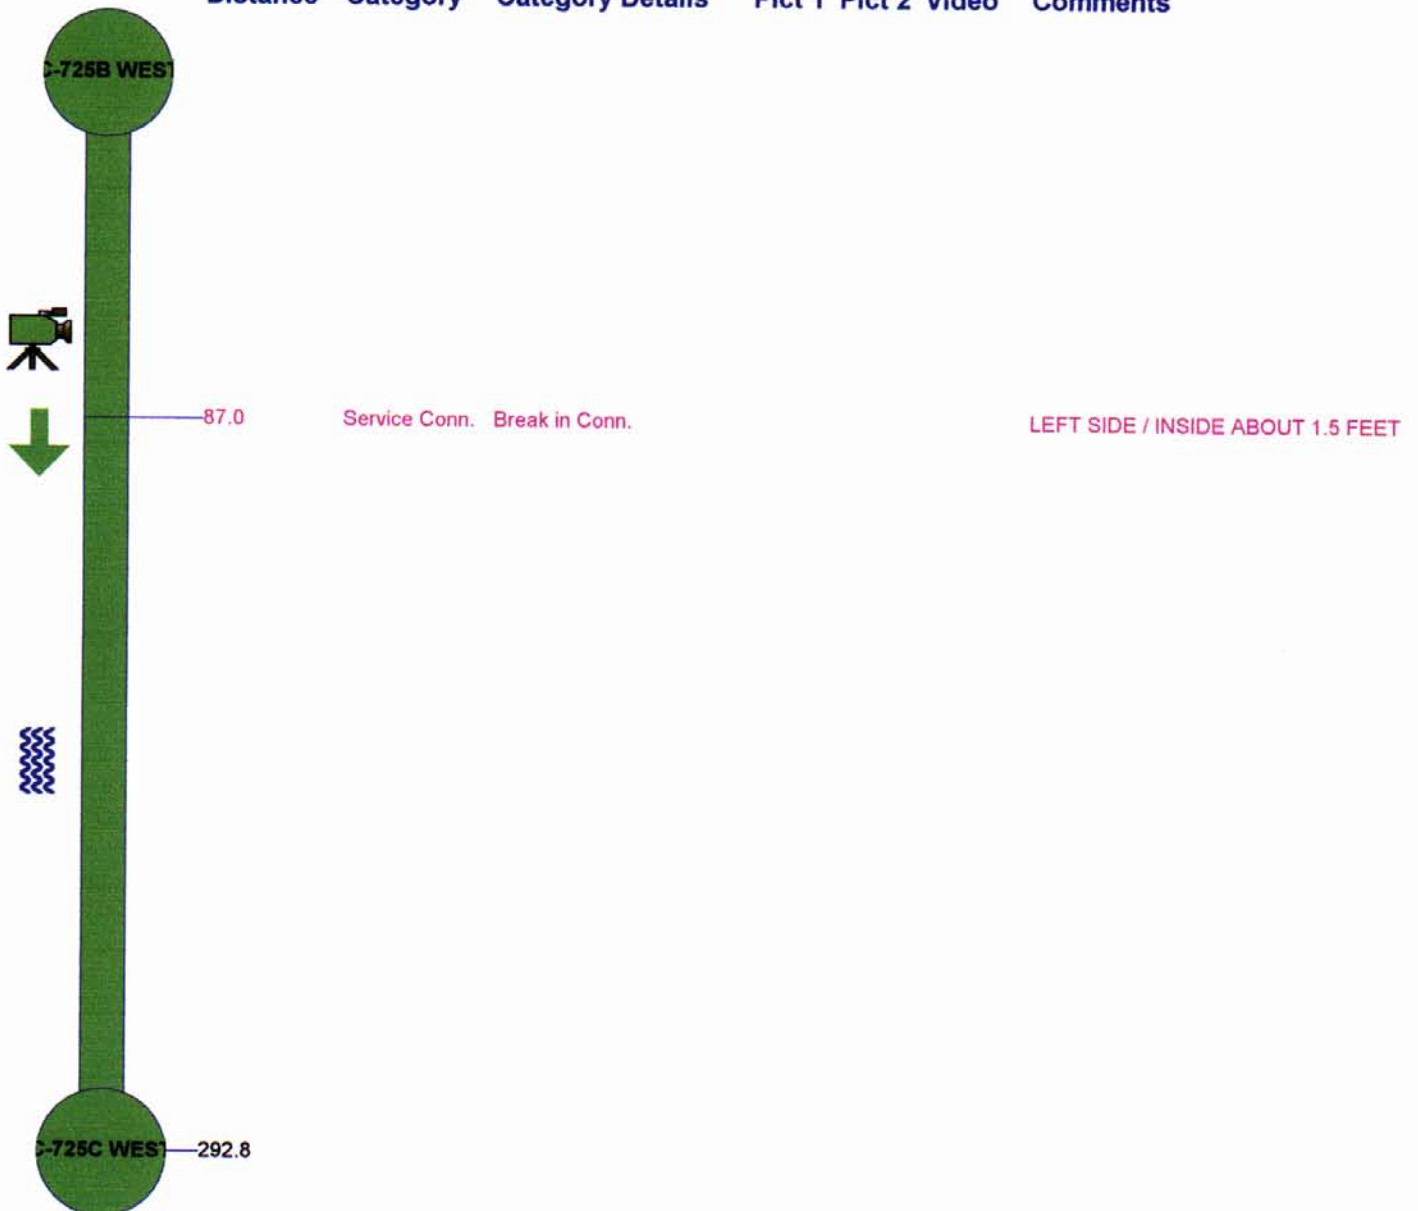 Distance Category Category Details Pict 1 Pict 2 Video Comments
C-725B WEST
87.0 Service Conn. Break in Conn. LEFT SIDE / INSIDE ABOUT 1.5 FEET
C-725C WEST 292.8